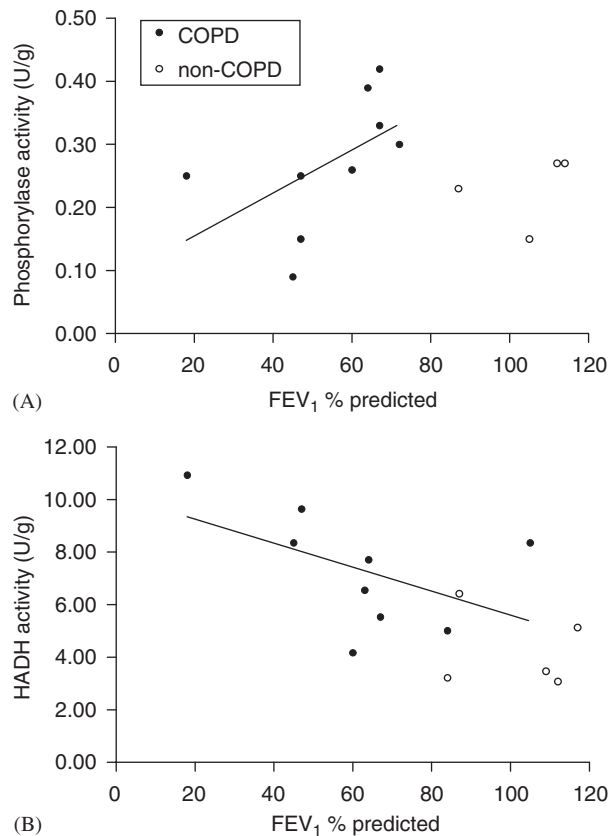 COPD
non-COPD
Phosphorylase activity (U/g)
0.50
0.40
0.30
0.20
0.10
0.00
0 20 40 60 80 100 120
(A) FEV1 % predicted
HADH activity (U/g)
12.00
10.00
8.00
6.00
4.00
2.00
0.00
0 20 40 60 80 100 120
(B) FEV1 % predicted